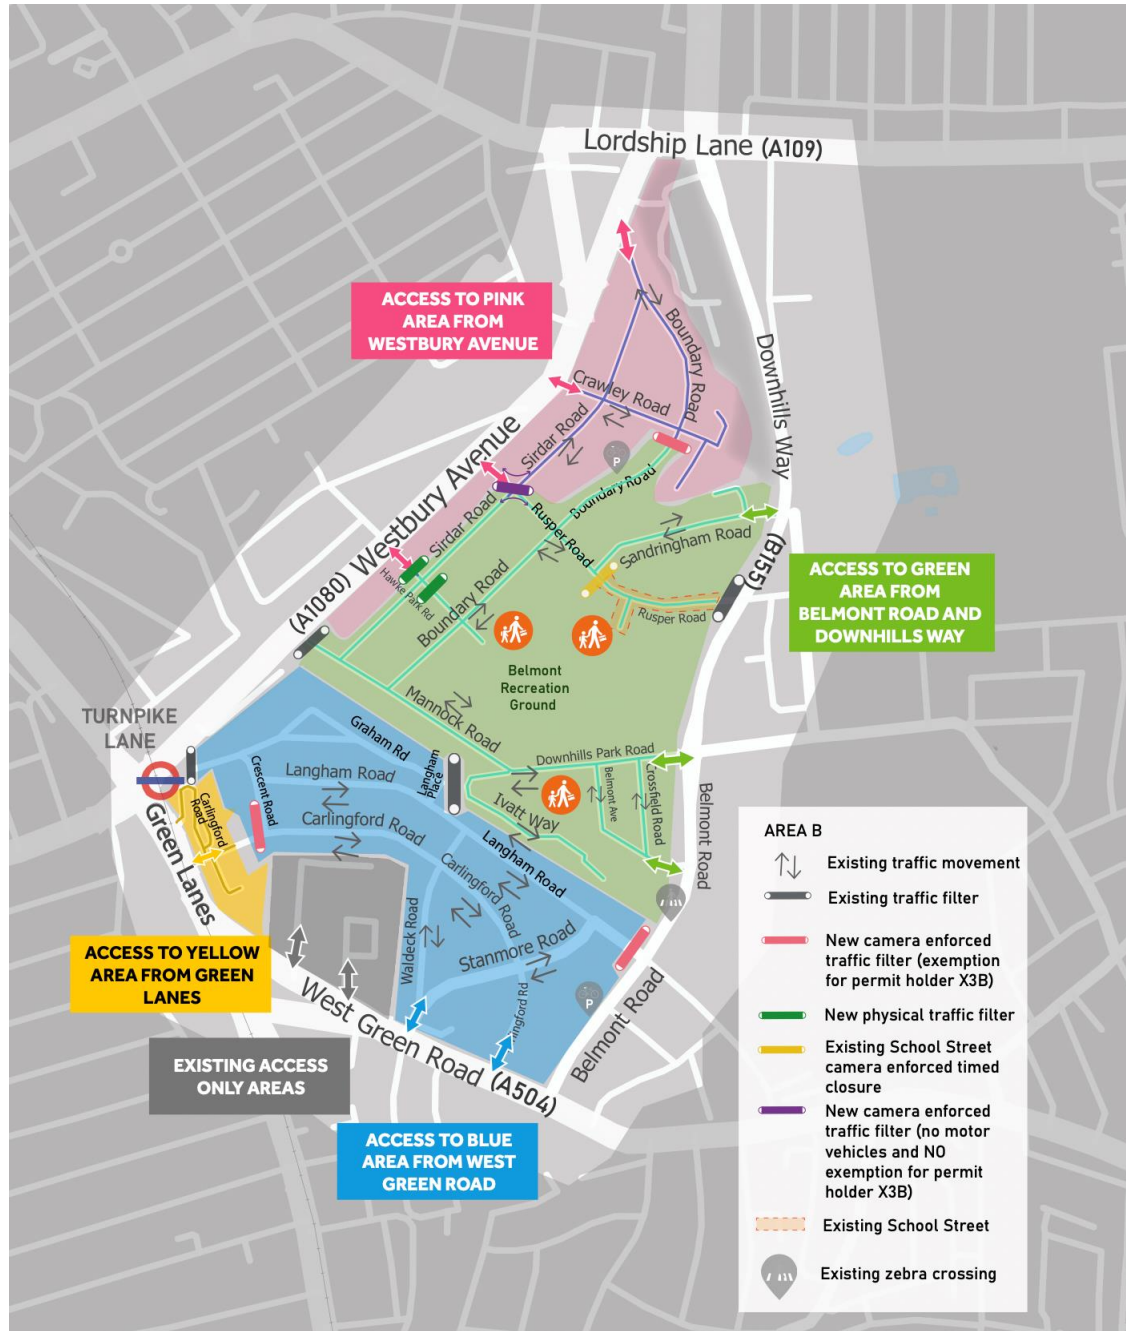 Lordship Lane (A109)
ACCESS TO PINK
AREA FROM
WESTBURY AVENUE
Boundary Road
Downhills Way
Crawley Road
Sirdar Road
(A1080) Westbury Avenue
P
Boundary Road
Sirdar Road
Rusper Road
Sandringham Road
(B155)
ACCESS TO GREEN
AREA FROM
BELMONT ROAD AND
DOWNHILLS WAY
Hawke Park Rd
Boundary Road
Rusper Road
Belmont
Recreation
Ground
Mannock Road
TURNPIKE
LANE
Graham Rd
Langham
Place
Downhills Park Road
Crescent Road
Langham Road
Belmont Ave
Crossfield Road
Ivatt Way
Belmont Road
Carlingford
Road
Carlingford Road
Green Lanes
Langham Road
Carlingford Road
Waldeck Road
Stanmore Road
ACCESS TO YELLOW
AREA FROM GREEN
LANES
West Green Road (A504)
P
Belmont Road
EXISTING ACCESS
ONLY AREAS
ACCESS TO BLUE
AREA FROM WEST
GREEN ROAD
AREA B
Existing traffic movement
Existing traffic filter
New camera enforced
traffic filter (exemption
for permit holder X3B)
New physical traffic filter
Existing School Street
camera enforced timed
closure
New camera enforced
traffic filter (no motor
vehicles and NO
exemption for permit
holder X3B)
Existing School Street
Existing zebra crossing